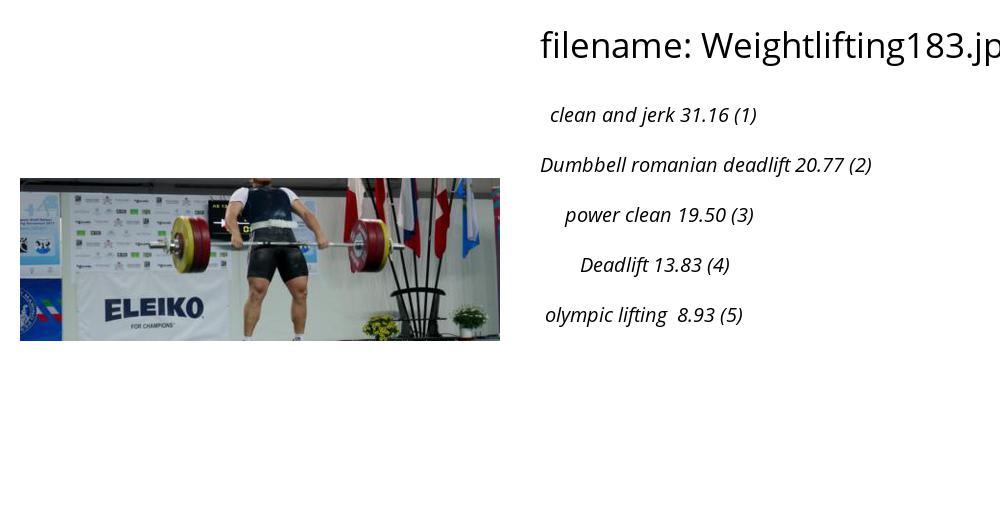 filename: Weightlifting183.jp
clean and jerk 31.16 (1)
Dumbbell romanian deadlift 20.77 (2)
power clean 19.50 (3)
Deadlift 13.83 (4)
olympic lifting 8.93 (5)
ELEIKO
FOR CHAMPIONS